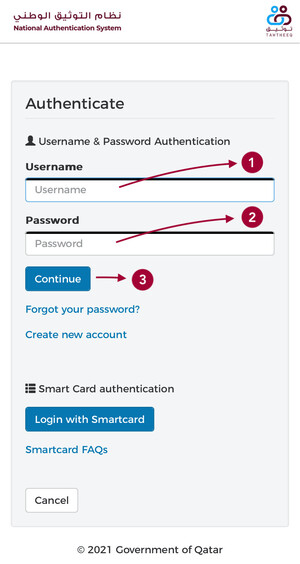 نظام التوثيق الوطني
National Authentication System
توثيق
TAWTHEEQ
Authenticate
Username & Password Authentication
Username
Username
1
Password
Password
2
Continue
3
Forgot your password?
Create new account
Smart Card authentication
Login with Smartcard
Smartcard FAQs
Cancel
© 2021 Government of Qatar